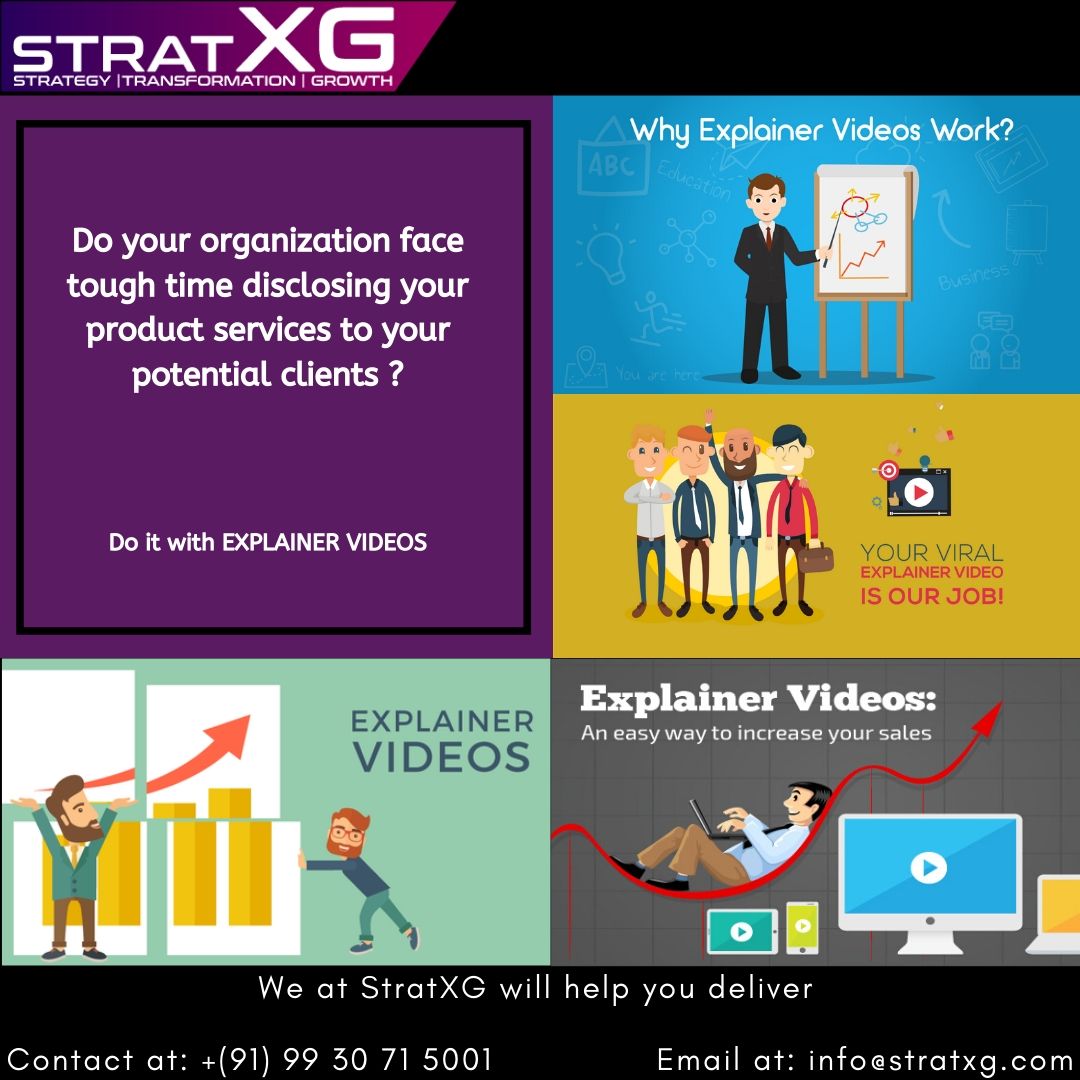 STRATXG
STRATEGY |TRANSFORMATION | GROWTH
Do your organization face
tough time disclosing your
product services to your
potential clients ?
Do it with EXPLAINER VIDEOS
Why Explainer Videos Work?
ABC
Education
Business
You are here
YOUR VIRAL
EXPLAINER VIDEO
IS OUR JOB!
EXPLAINER
VIDEOS
Explainer Videos:
An easy way to increase your sales
We at StratXG will help you deliver
Contact at: +(91) 99 30 71 5001
Email at: info@stratxg.com